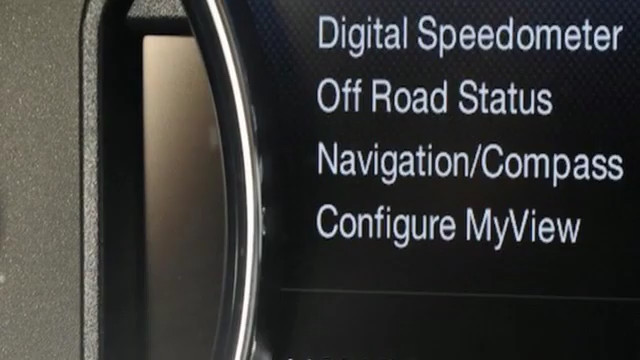 Digital Speedometer
Off Road Status
Navigation/Compass
Configure MyView